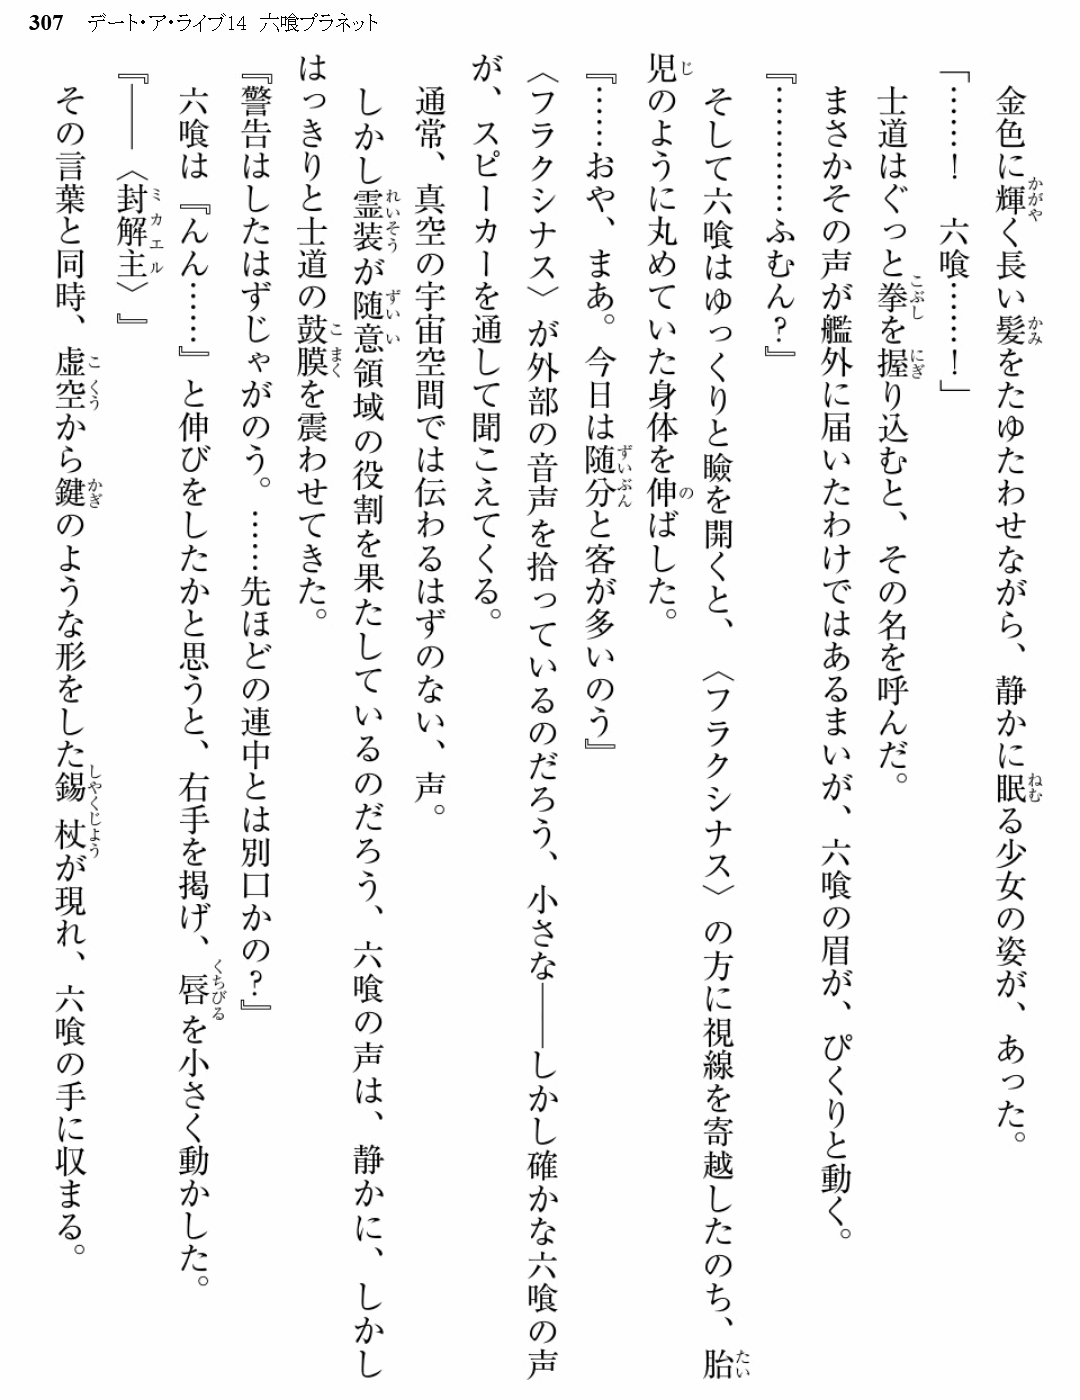 307 デート・ア・ライブ14 六喰プラネット
金色に輝く長い髪をたゆたわせながら、静かに眠る少女の姿が、あった。
「……！　六喰……！」
士道はぐっと拳を握り込むと、その名を呼んだ。
まさかその声が艦外に届いたわけではあるまいが、六喰の眉が、ぴくりと動く。
『…………ふむん？』
そして六喰はゆっくりと瞼を開くと、〈フラクシナス〉の方に視線を寄越したのち、胎
児のように丸めていた身体を伸ばした。
『……おや、まあ。今日は随分と客が多いのう』
〈フラクシナス〉が外部の音声を拾っているのだろう、小さな――しかし確かな六喰の声
が、スピーカーを通して聞こえてくる。
通常、真空の宇宙空間では伝わるはずのない、声。
しかし霊装が随意領域の役割を果たしているのだろう、六喰の声は、静かに、しかし
はっきりと士道の鼓膜を震わせてきた。
『警告はしたはずじゃがのう。……先ほどの連中とは別口かの？』
六喰は『んん……』と伸びをしたかと思うと、右手を掲げ、唇を小さく動かした。
『――〈封解主〉』
その言葉と同時、虚空から鍵のような形をした錫杖が現れ、六喰の手に収まる。